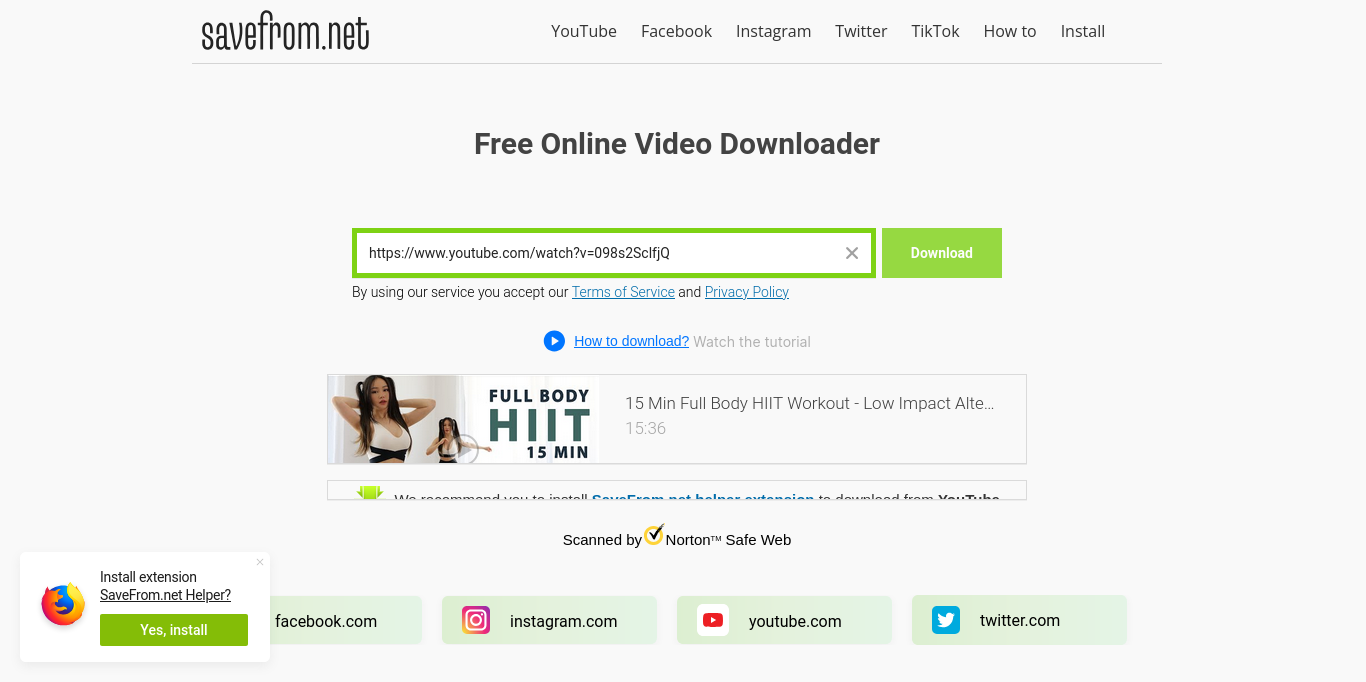 savefrom.net
YouTube Facebook Instagram Twitter TikTok How to Install
Free Online Video Downloader
https://www.youtube.com/watch?v=098s2SclfjQ
Download
By using our service you accept our Terms of Service and Privacy Policy
How to download? Watch the tutorial
FULL BODY
HIIT
15 MIN
15 Min Full Body HIIT Workout - Low Impact Alte...
15:36
We recommend you to install SaveFrom.net helper extension to download from YouTube
Scanned by Norton™ Safe Web
Install extension
SaveFrom.net Helper?
Yes, install
facebook.com
instagram.com
youtube.com
twitter.com